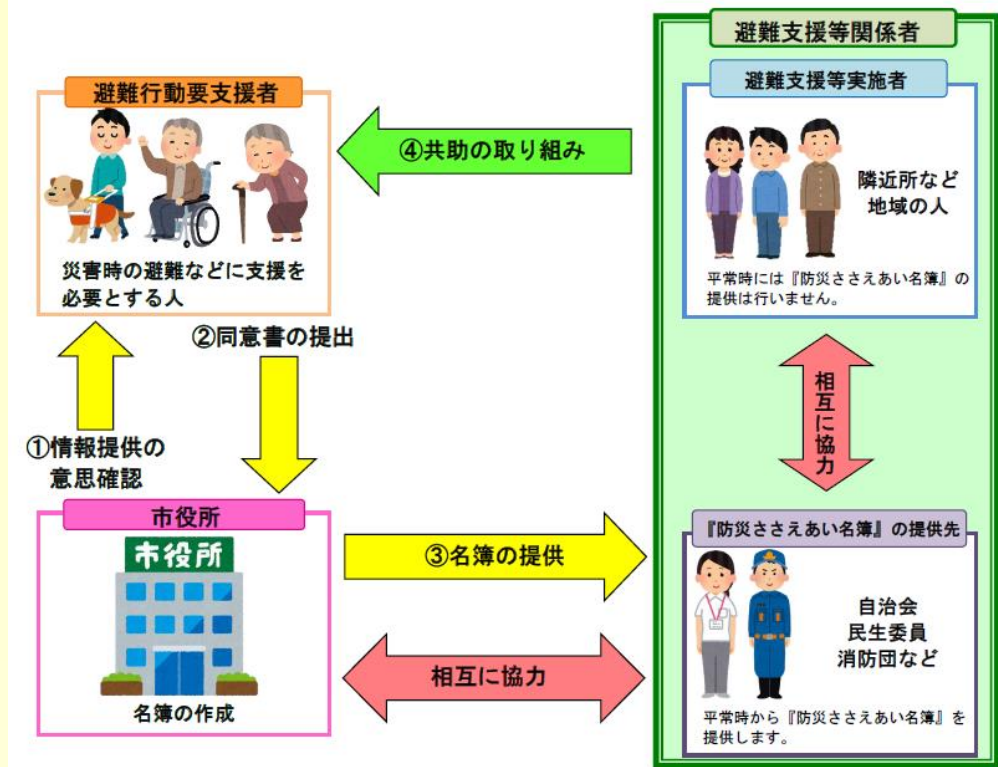 避難支援等関係者
避難行動要支援者
避難支援等実施者
④共助の取り組み
隣近所など
地域の人
災害時の避難などに支援を
必要とする人
平常時には『防災ささえあい名簿』の
提供は行いません。
②同意書の提出
相互に協力
①情報提供の
意思確認
市役所
市役所
名簿の作成
③名簿の提供
相互に協力
『防災ささえあい名簿』の提供先
自治会
民生委員
消防団など
平常時から『防災ささえあい名簿』を
提供します。